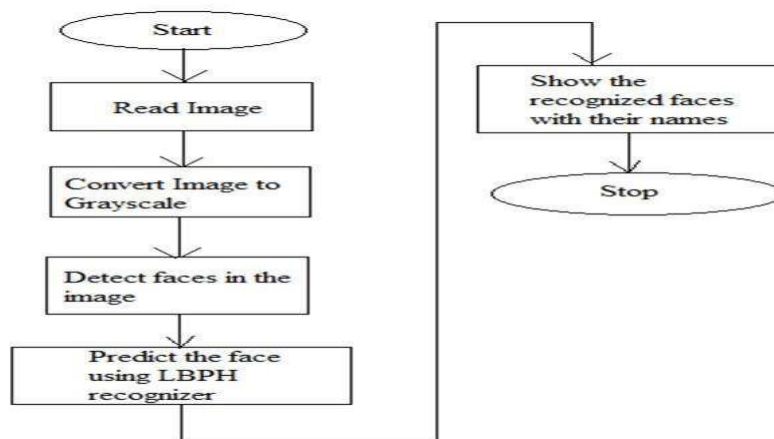 Start
Read Image
Convert Image to
Grayscale
Detect faces in the
image
Predict the face
using LBPH
recognizer
Show the
recognized faces
with their names
Stop